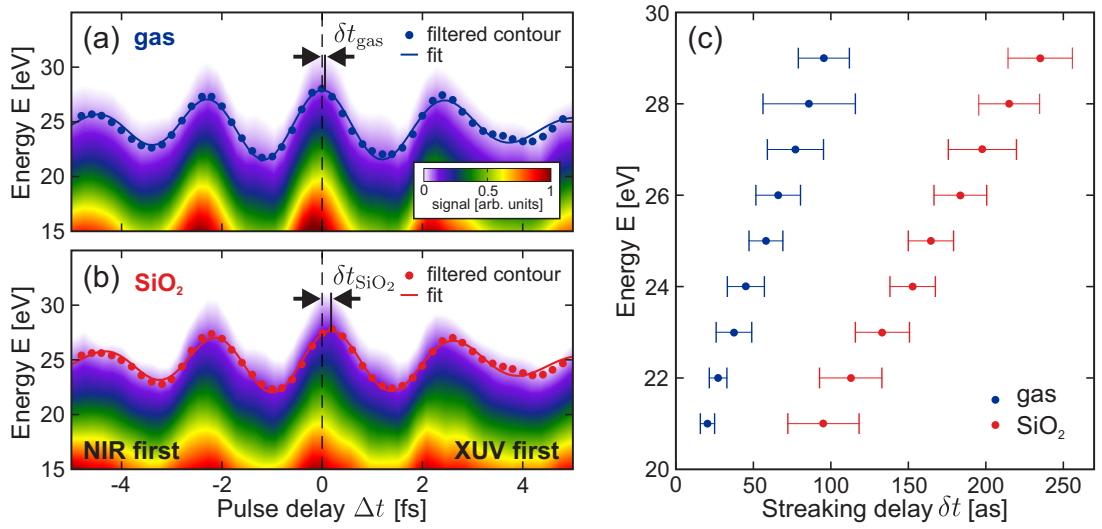 (a) gas
δt_gas
filtered contour
fit
Energy E [eV]
30
25
20
15
0 0.5 1
signal [arb. units]
(b) SiO₂
δt_SiO₂
filtered contour
fit
Energy E [eV]
30
25
20
15
NIR first
XUV first
-4 -2 0 2 4
Pulse delay Δt [fs]
(c)
Energy E [eV]
30
28
26
24
22
20
gas
SiO₂
0 50 100 150 200 250
Streaking delay δt [as]